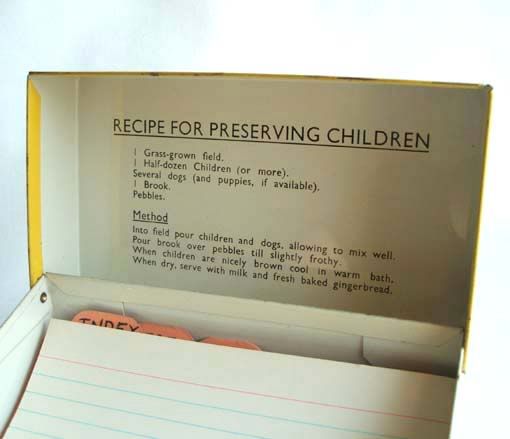 RECIPE FOR PRESERVING CHILDREN
1 Grass-grown field.
1 Half-dozen Children (or more).
Several dogs (and puppies, if available).
1 Brook.
Pebbles.
Method
Into field pour children and dogs, allowing to mix well.
Pour brook over pebbles till slightly frothy.
When children are nicely brown cool in warm bath.
When dry, serve with milk and fresh baked gingerbread.
INDEX